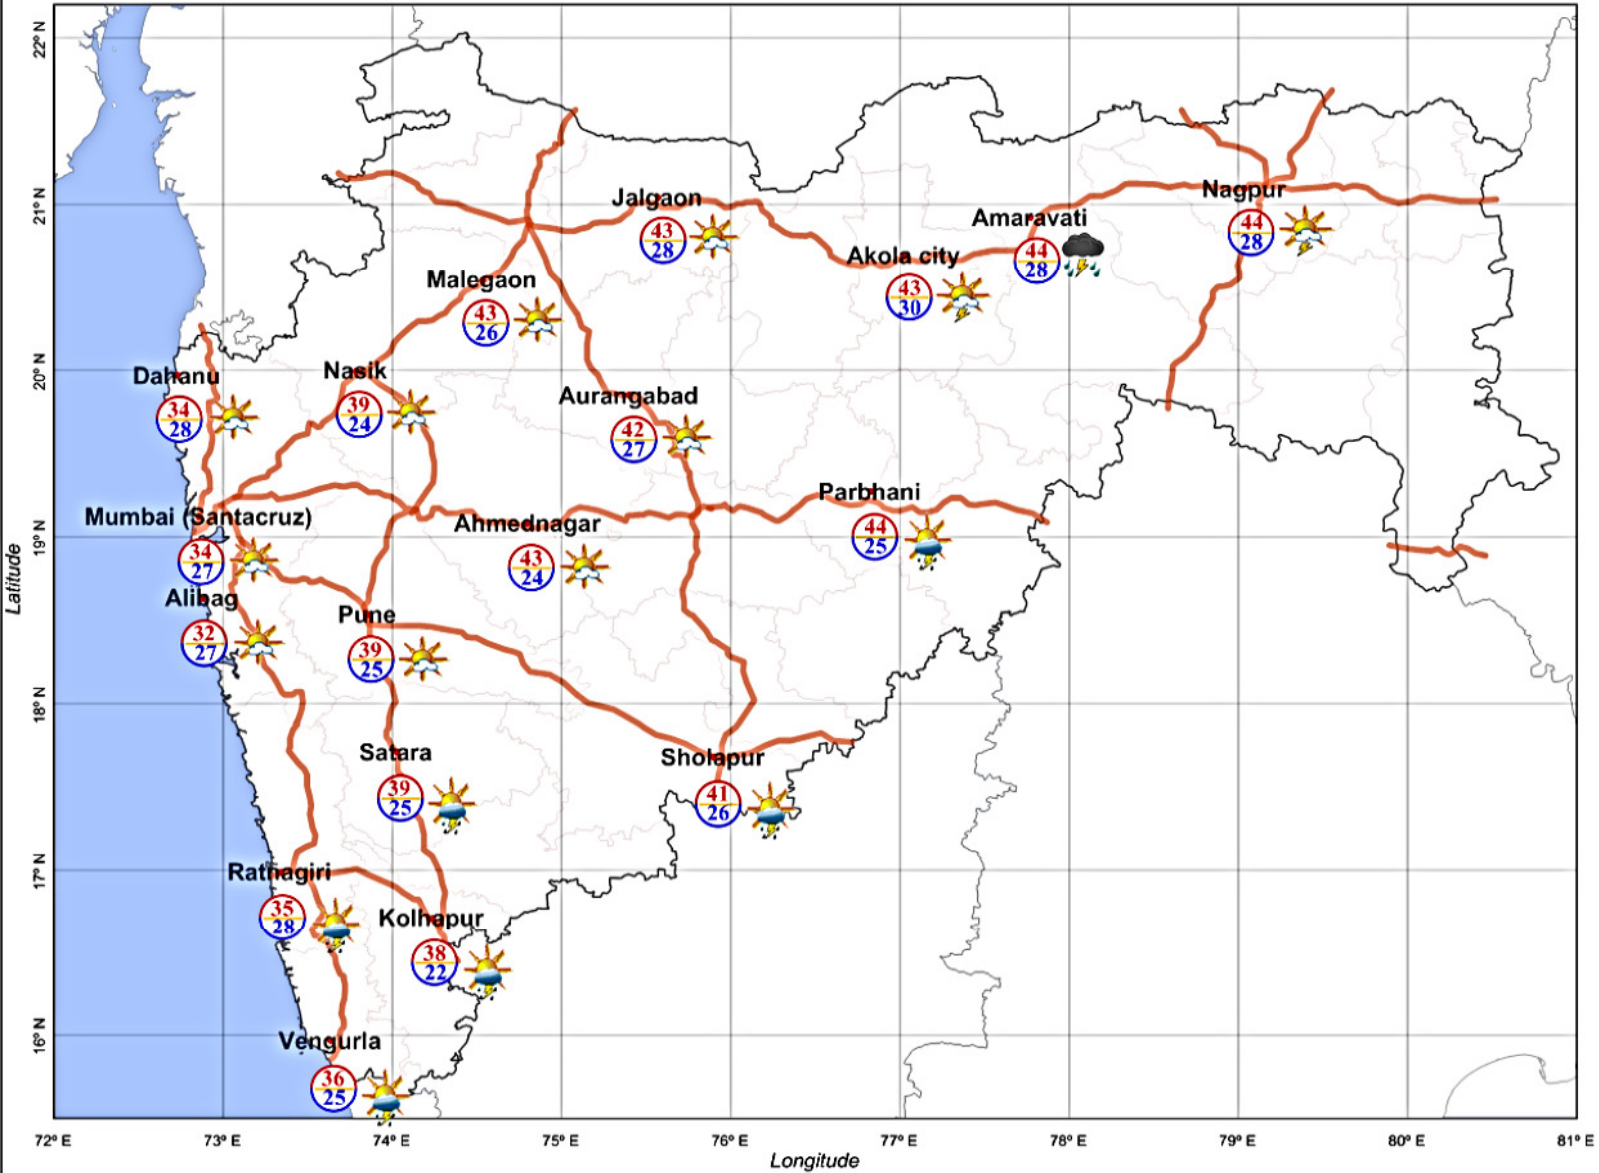 22° N
21° N
20° N
19° N
18° N
17° N
16° N
Latitude
Jalgaon
43
28
Nagpur
44
28
Amaravati
44
28
Akola city
43
30
Malegaon
43
26
Dahanu
34
28
Nasik
39
24
Aurangabad
42
27
Parbhani
44
25
Mumbai (Santacruz)
34
27
Ahmednagar
43
24
Alibag
32
27
Pune
39
25
Satara
39
25
Sholapur
41
26
Ratnagiri
35
28
Kolhapur
38
22
Vengurla
36
25
72° E 73° E 74° E 75° E 76° E 77° E 78° E 79° E 80° E 81° E
Longitude